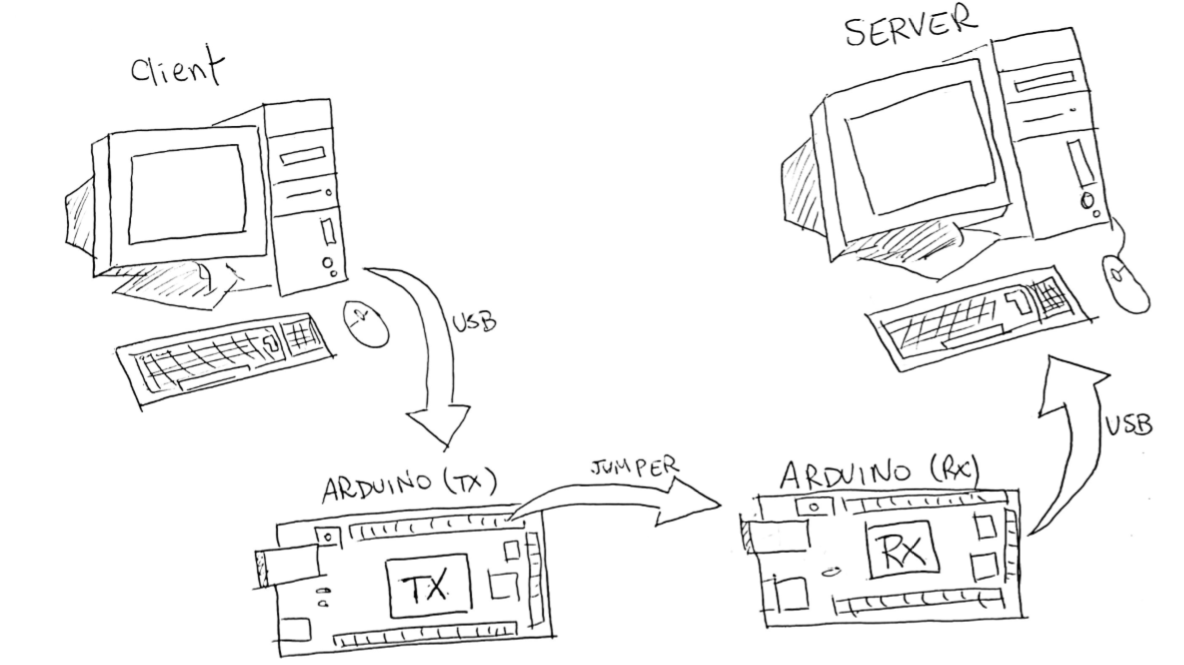 Client
SERVER
USB
USB
ARDUINO (TX)
JUMPER
ARDUINO (RX)
TX
RX